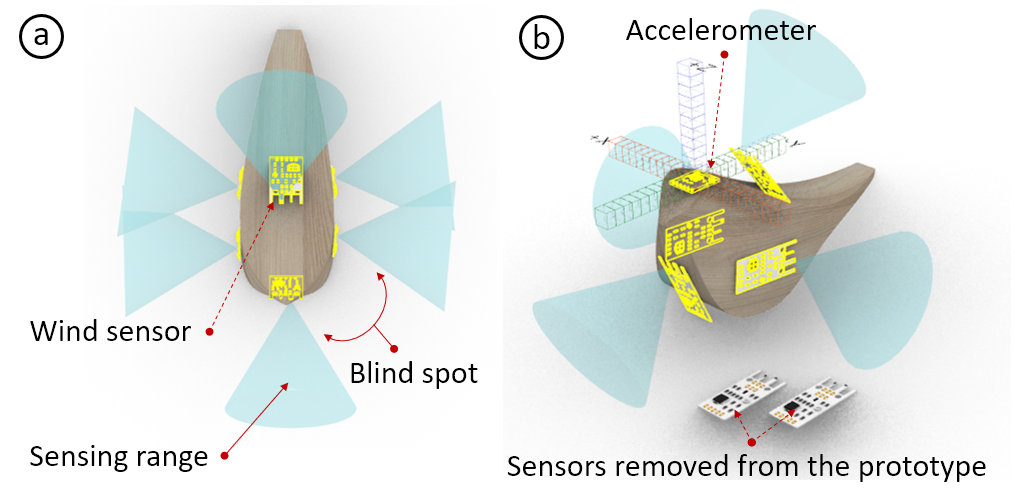 a
b
Accelerometer
Wind sensor
Blind spot
Sensing range
Sensors removed from the prototype